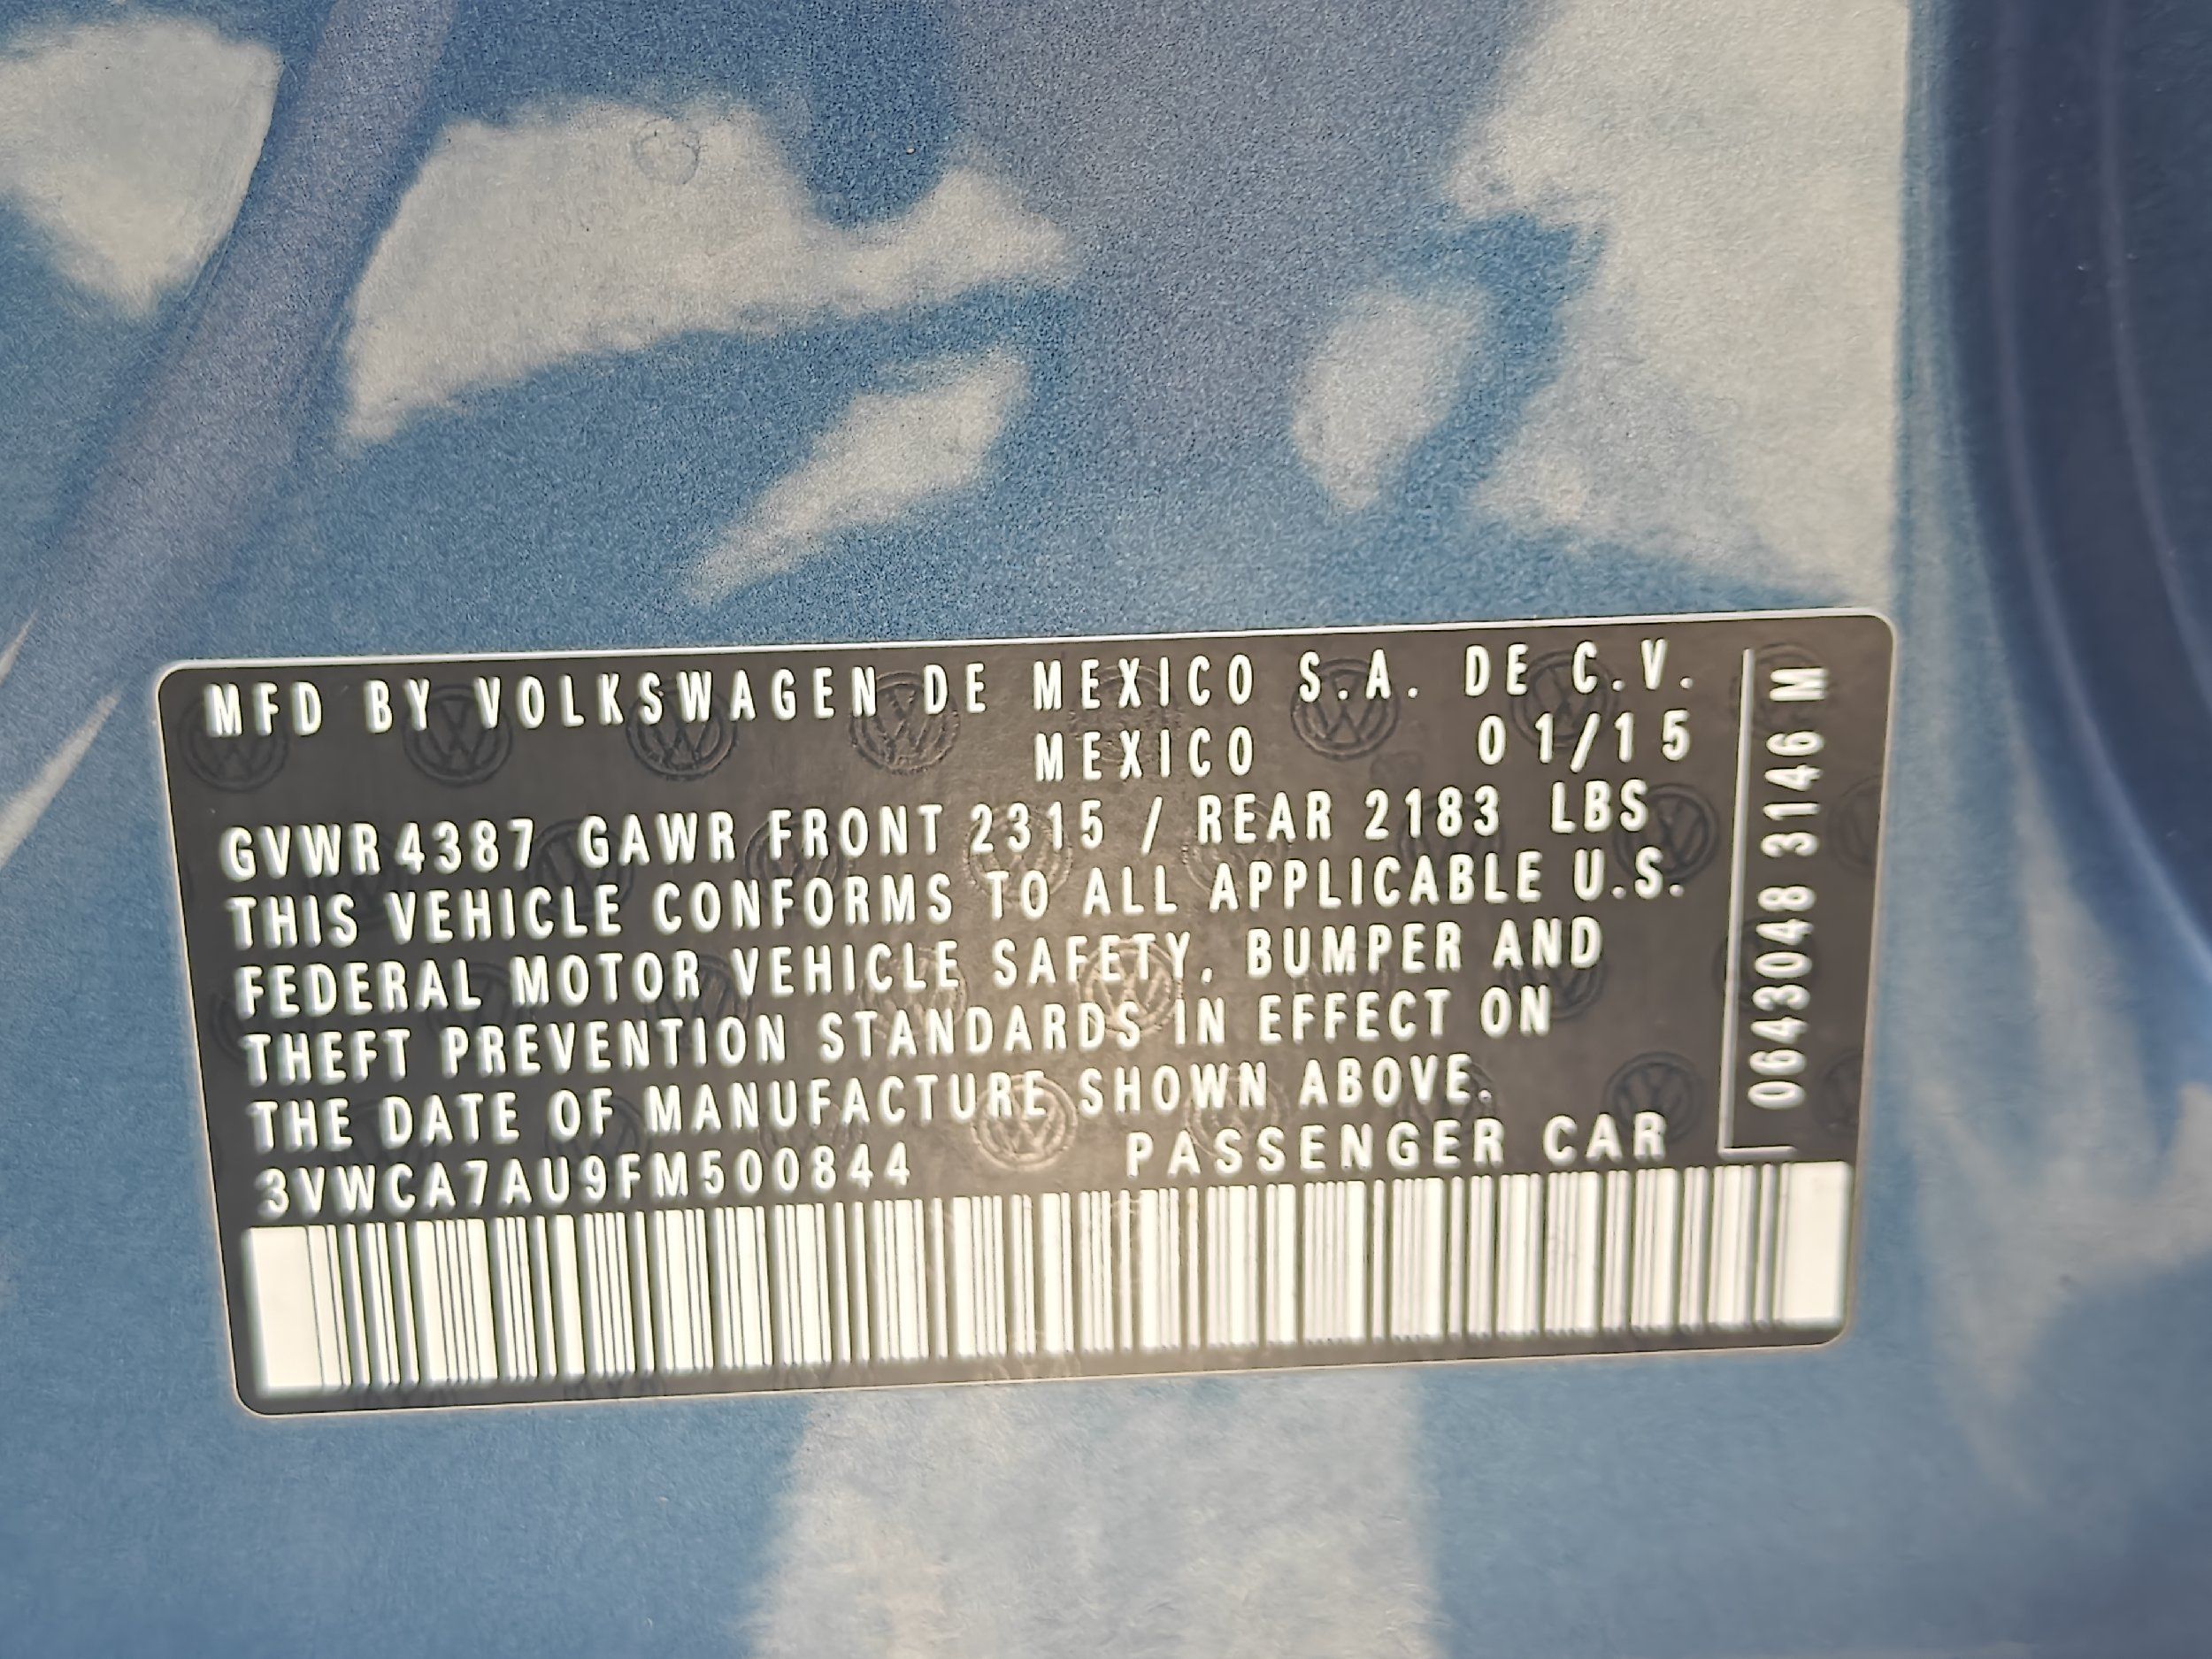 MFD BY VOLKSWAGEN DE MEXICO S.A. DE C.V.
MEXICO 01/15
GVWR 4387 GAWR FRONT 2315 / REAR 2183 LBS
THIS VEHICLE CONFORMS TO ALL APPLICABLE U.S.
FEDERAL MOTOR VEHICLE SAFETY, BUMPER AND
THEFT PREVENTION STANDARDS IN EFFECT ON
THE DATE OF MANUFACTURE SHOWN ABOVE.
3VWCA7AU9FM500844 PASSENGER CAR
0643048 3146 M